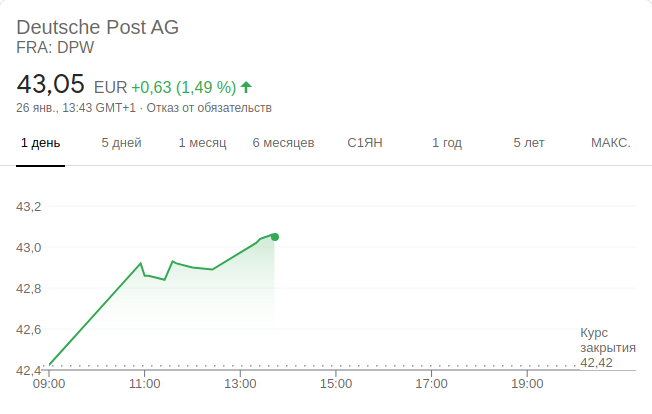 Deutsche Post AG
FRA: DPW
43,05 EUR +0,63 (1,49 %)
26 янв., 13:43 GMT+1 · Отказ от обязательств
1 день 5 дней 1 месяц 6 месяцев С1ЯН 1 год 5 лет МАКС.
43,2
43,0
42,8
42,6
Курс
закрытия
42,42
42,4
09:00 11:00 13:00 15:00 17:00 19:00